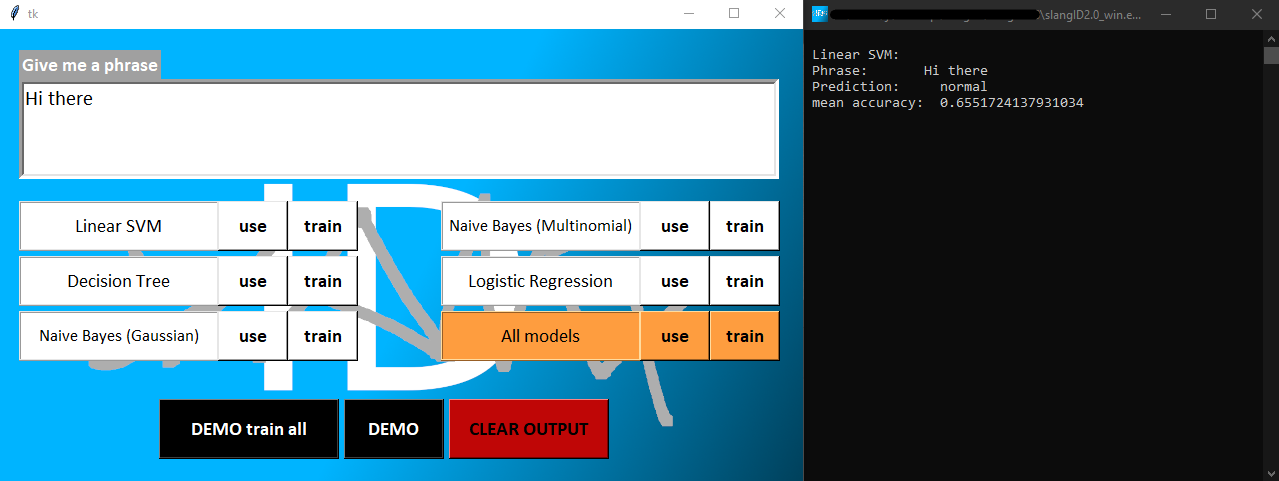 tk
Give me a phrase
Hi there
Linear SVM use train
Naive Bayes (Multinomial) use train
Decision Tree use train
Logistic Regression use train
Naive Bayes (Gaussian) use train
All models use train
ID
DEMO train all DEMO CLEAR OUTPUT
\slangID2.0_win.e...
Linear SVM:
Phrase: Hi there
Prediction: normal
mean accuracy: 0.6551724137931034